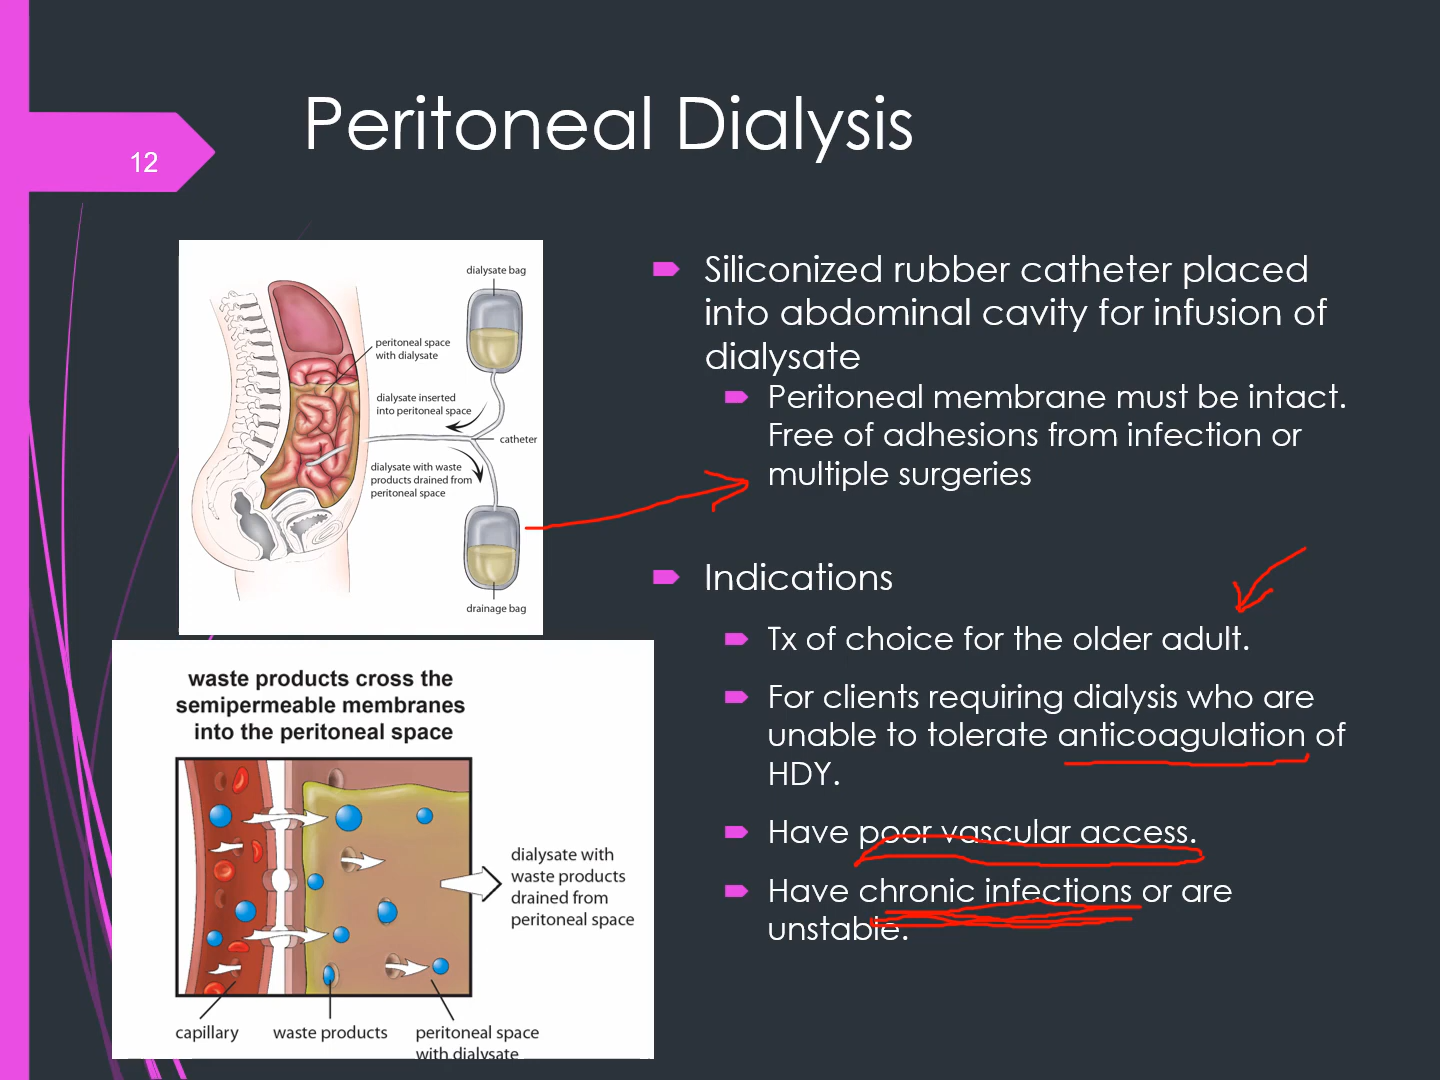 Peritoneal Dialysis
12
dialysate bag
peritoneal space
with dialysate
dialysate inserted
into peritoneal space
catheter
dialysate with waste
products drained from
peritoneal space
drainage bag
waste products cross the
semipermeable membranes
into the peritoneal space
dialysate with
waste products
drained from
peritoneal space
capillary
waste products
peritoneal space
with dialysate
Siliconized rubber catheter placed
into abdominal cavity for infusion of
dialysate
Peritoneal membrane must be intact.
Free of adhesions from infection or
multiple surgeries
Indications
Tx of choice for the older adult.
For clients requiring dialysis who are
unable to tolerate anticoagulation of
HDY.
Have poor vascular access.
Have chronic infections or are
unstable.